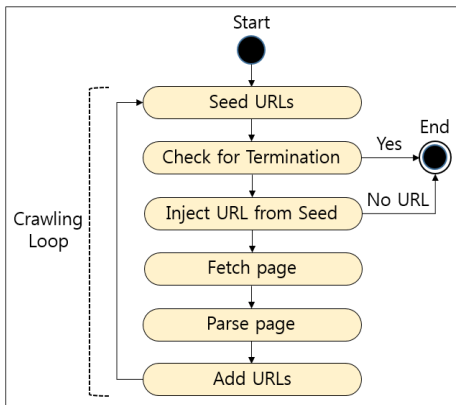 Start
Seed URLs
End
Yes
Check for Termination
No URL
Inject URL from Seed
Crawling
Loop
Fetch page
Parse page
Add URLs